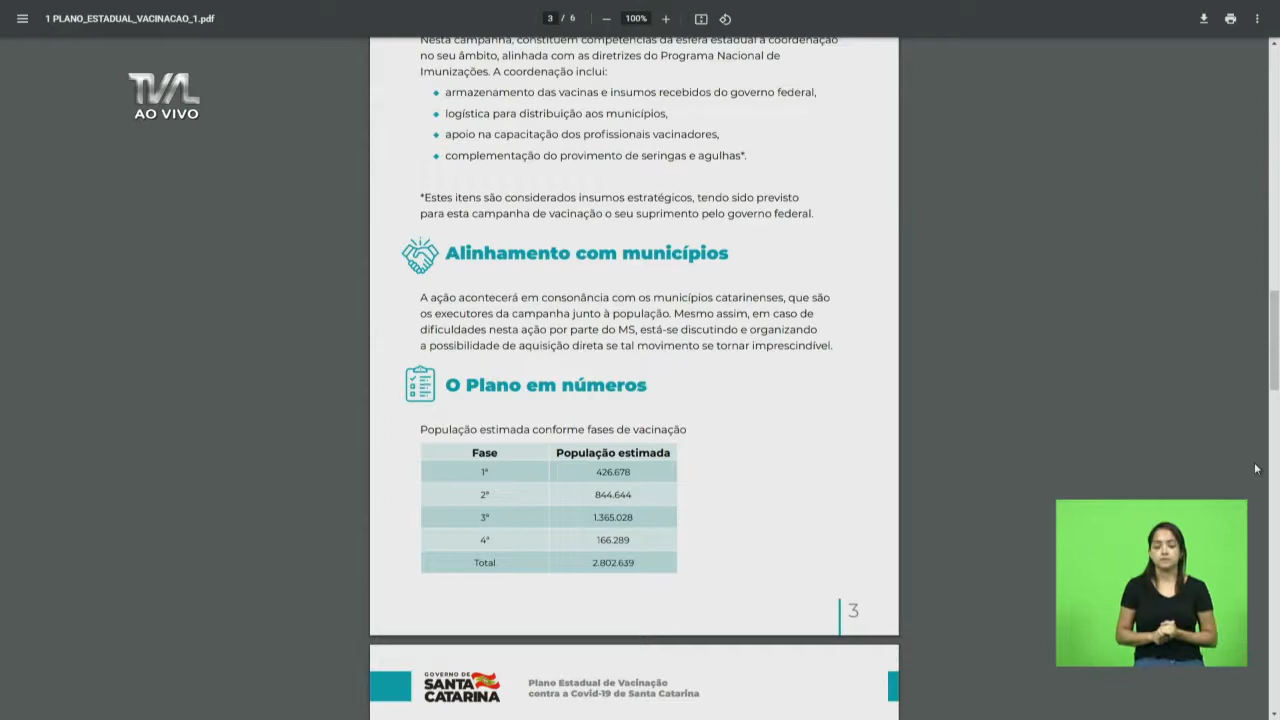 1 PLANO_ESTADUAL_VACINACAO_1.pdf
3 / 6
100%
TVAL
AO VIVO
Nesta campanha, constituem competências da esfera estadual a coordenação
no seu âmbito, alinhada com as diretrizes do Programa Nacional de
Imunizações. A coordenação inclui:
armazenamento das vacinas e insumos recebidos do governo federal,
logística para distribuição aos municípios,
apoio na capacitação dos profissionais vacinadores,
complementação do provimento de seringas e agulhas*.
*Estes itens são considerados insumos estratégicos, tendo sido previsto
para esta campanha de vacinação o seu suprimento pelo governo federal.
Alinhamento com municípios
A ação acontecerá em consonância com os municípios catarinenses, que são
os executores da campanha junto à população. Mesmo assim, em caso de
dificuldades nesta ação por parte do MS, está-se discutindo e organizando
a possibilidade de aquisição direta se tal movimento se tornar imprescindível.
O Plano em números
População estimada conforme fases de vacinação
Fase População estimada
1ª 426.678
2ª 844.644
3ª 1.365.028
4ª 166.289
Total 2.802.639
3
GOVERNO DE
SANTA
CATARINA
Plano Estadual de Vacinação
contra a Covid-19 de Santa Catarina